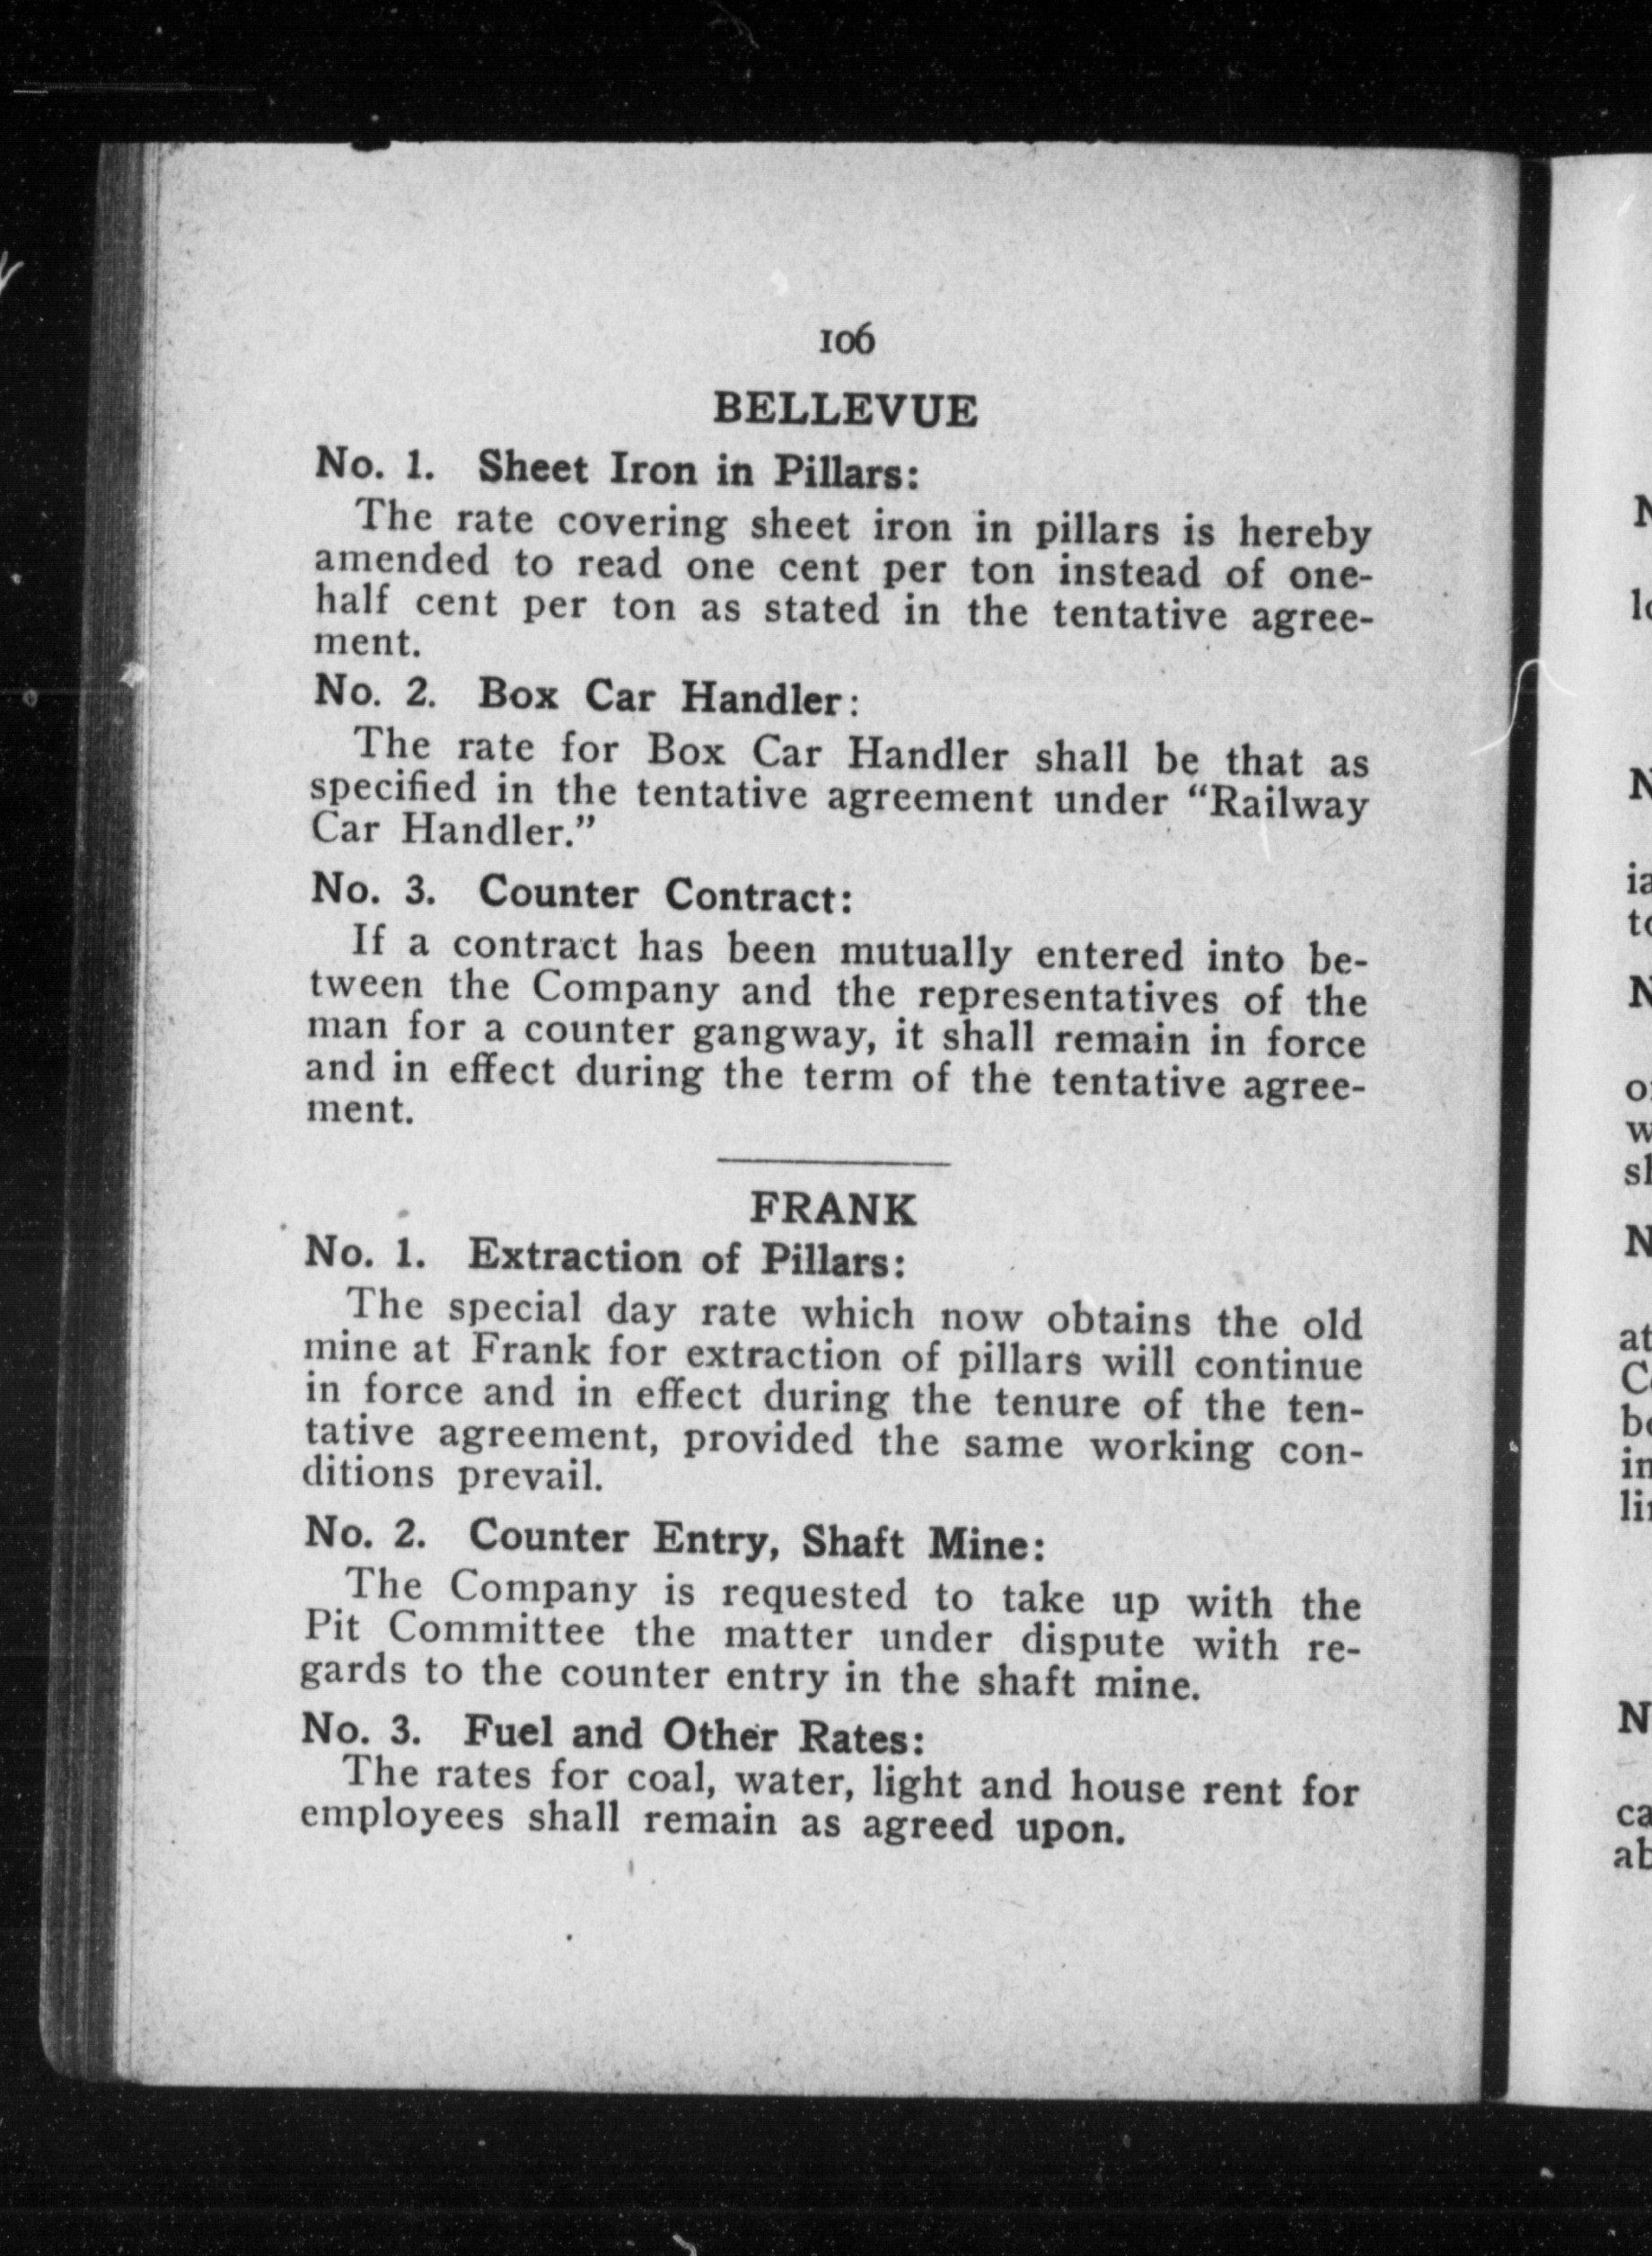 106
BELLEVUE
No. 1. Sheet Iron in Pillars:
The rate covering sheet iron in pillars is hereby
amended to read one cent per ton instead of one-
half cent per ton as stated in the tentative agree-
ment.
No. 2. Box Car Handler:
The rate for Box Car Handler shall be that as
specified in the tentative agreement under “Railway
Car Handler.”
No. 3. Counter Contract:
If a contract has been mutually entered into be-
tween the Company and the representatives of the
man for a counter gangway, it shall remain in force
and in effect during the term of the tentative agree-
ment.
FRANK
No. 1. Extraction of Pillars:
The special day rate which now obtains the old
mine at Frank for extraction of pillars will continue
in force and in effect during the tenure of the ten-
tative agreement, provided the same working con-
ditions prevail.
No. 2. Counter Entry, Shaft Mine:
The Company is requested to take up with the
Pit Committee the matter under dispute with re-
gards to the counter entry in the shaft mine.
No. 3. Fuel and Other Rates:
The rates for coal, water, light and house rent for
employees shall remain as agreed upon.